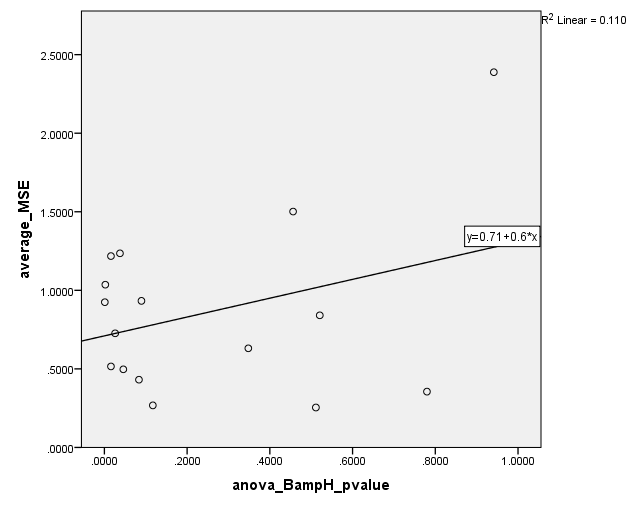 R2 Linear = 0.110
2.5000
2.0000
1.5000
1.0000
.5000
.0000
average_MSE
y=0.71+0.6*x
.0000 .2000 .4000 .6000 .8000 1.0000
anova_BampH_pvalue